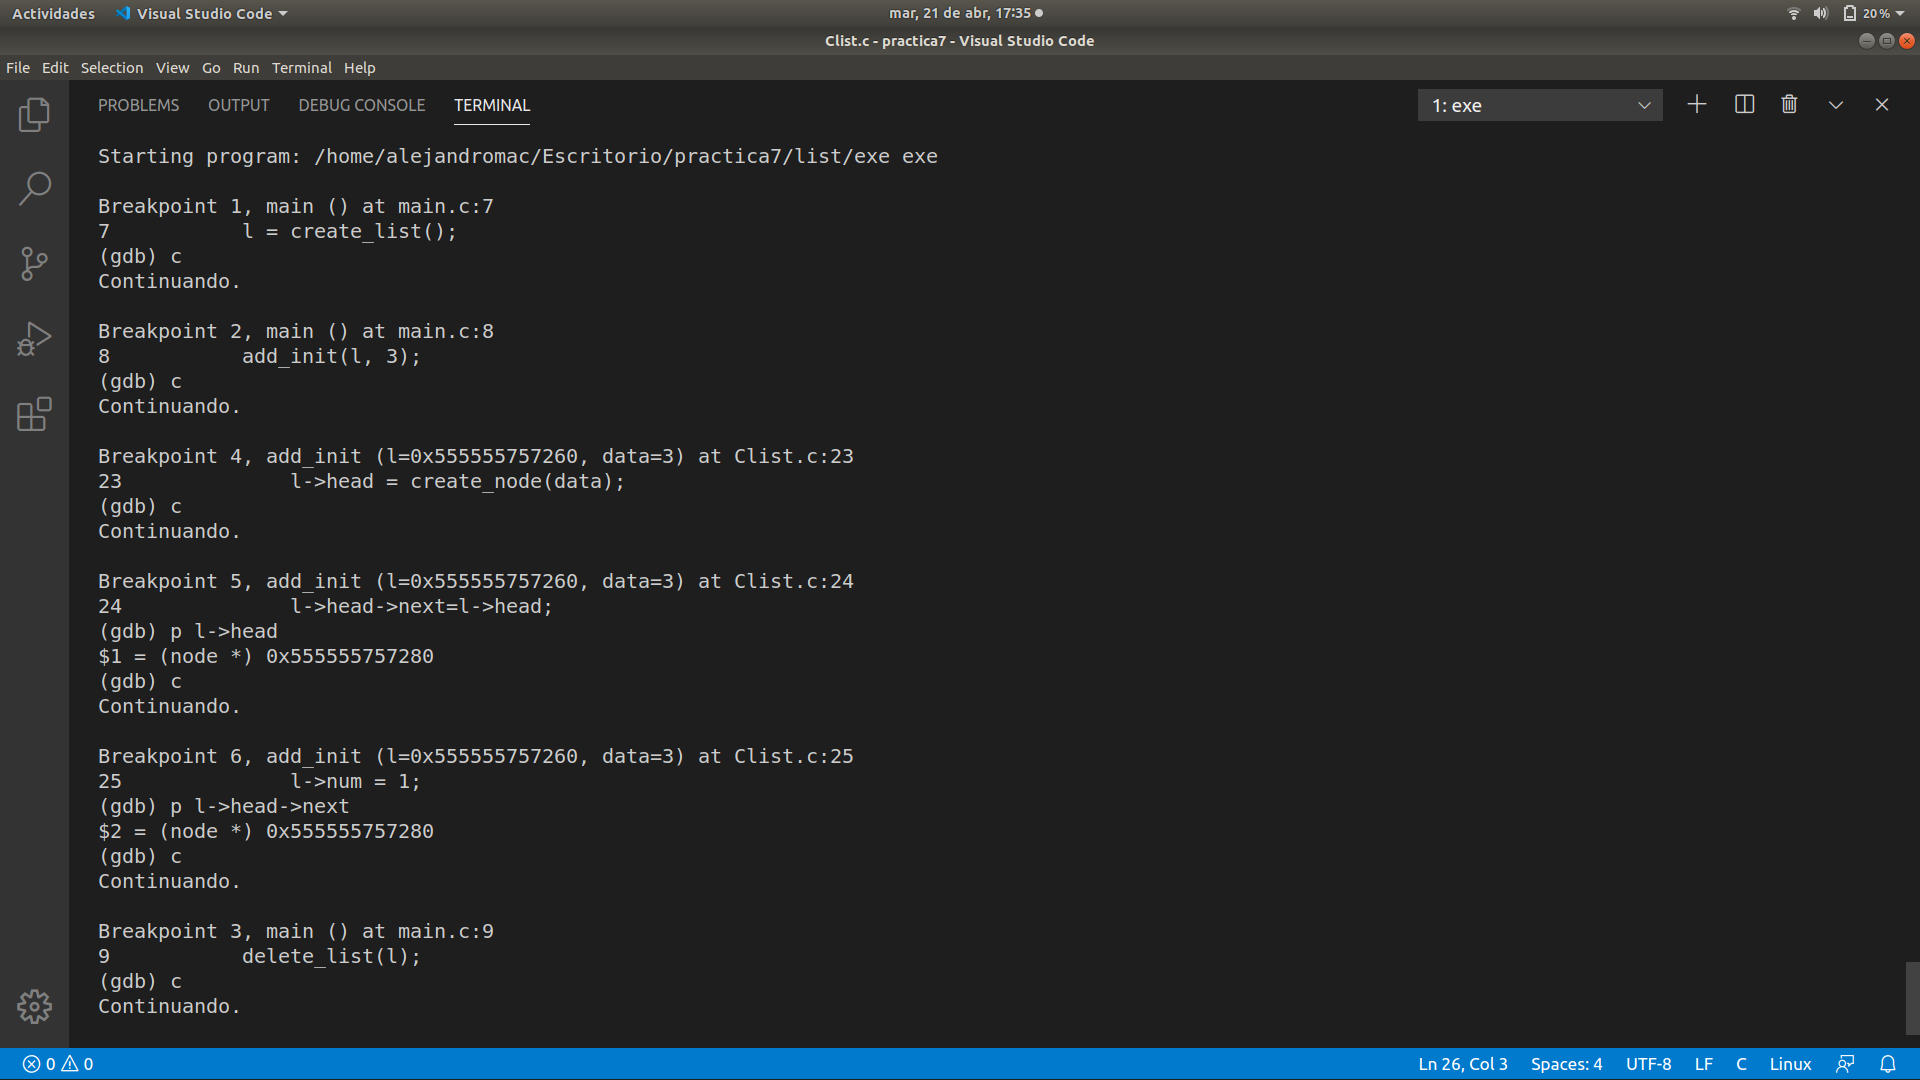 Actividades Visual Studio Code mar, 21 de abr, 17:35 20 %
Clist.c - practica7 - Visual Studio Code
File Edit Selection View Go Run Terminal Help
PROBLEMS OUTPUT DEBUG CONSOLE TERMINAL 1: exe
Starting program: /home/alejandromac/Escritorio/practica7/list/exe exe
Breakpoint 1, main () at main.c:7
7 l = create_list();
(gdb) c
Continuando.
Breakpoint 2, main () at main.c:8
8 add_init(l, 3);
(gdb) c
Continuando.
Breakpoint 4, add_init (l=0x555555757260, data=3) at Clist.c:23
23 l->head = create_node(data);
(gdb) c
Continuando.
Breakpoint 5, add_init (l=0x555555757260, data=3) at Clist.c:24
24 l->head->next=l->head;
(gdb) p l->head
$1 = (node *) 0x555555757280
(gdb) c
Continuando.
Breakpoint 6, add_init (l=0x555555757260, data=3) at Clist.c:25
25 l->num = 1;
(gdb) p l->head->next
$2 = (node *) 0x555555757280
(gdb) c
Continuando.
Breakpoint 3, main () at main.c:9
9 delete_list(l);
(gdb) c
Continuando.
0 0 Ln 26, Col 3 Spaces: 4 UTF-8 LF C Linux